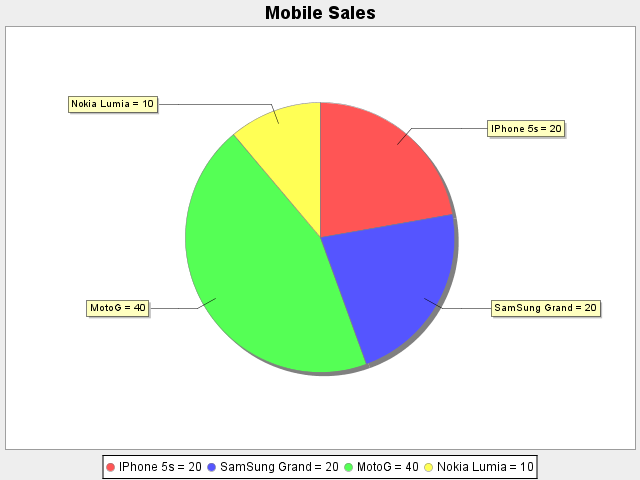 Mobile Sales
Nokia Lumia = 10
IPhone 5s = 20
MotoG = 40
SamSung Grand = 20
IPhone 5s = 20 SamSung Grand = 20 MotoG = 40 Nokia Lumia = 10